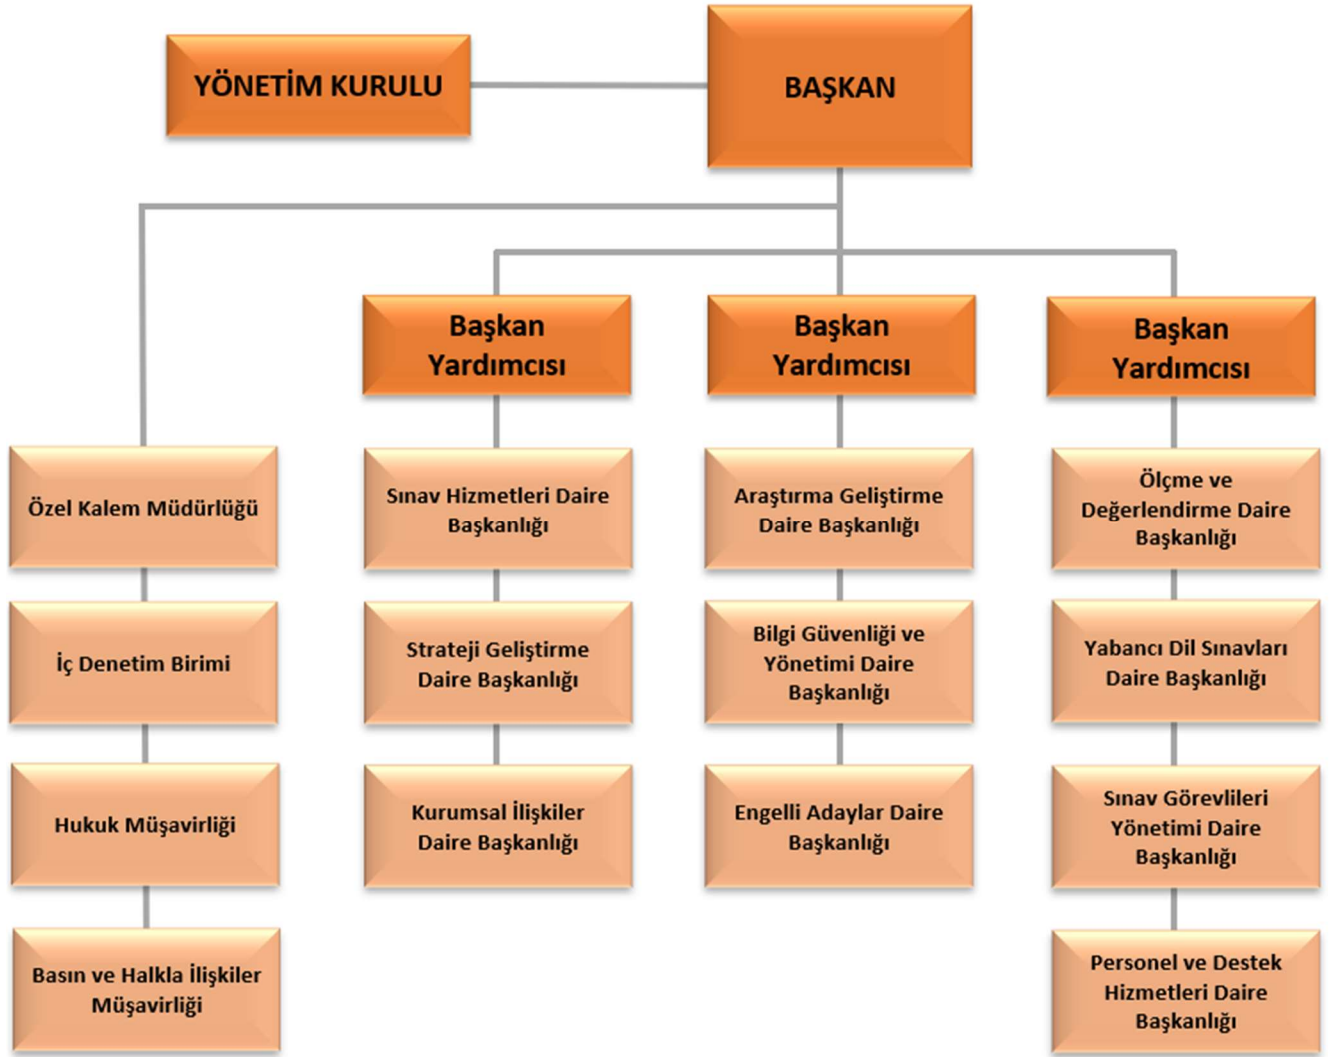 YÖNETİM KURULU
BAŞKAN
Başkan
Yardımcısı
Başkan
Yardımcısı
Başkan
Yardımcısı
Özel Kalem Müdürlüğü
İç Denetim Birimi
Hukuk Müşavirliği
Basın ve Halkla İlişkiler
Müşavirliği
Sınav Hizmetleri Daire
Başkanlığı
Strateji Geliştirme
Daire Başkanlığı
Kurumsal İlişkiler
Daire Başkanlığı
Araştırma Geliştirme
Daire Başkanlığı
Bilgi Güvenliği ve
Yönetimi Daire
Başkanlığı
Engelli Adaylar Daire
Başkanlığı
Ölçme ve
Değerlendirme Daire
Başkanlığı
Yabancı Dil Sınavları
Daire Başkanlığı
Sınav Görevlileri
Yönetimi Daire
Başkanlığı
Personel ve Destek
Hizmetleri Daire
Başkanlığı